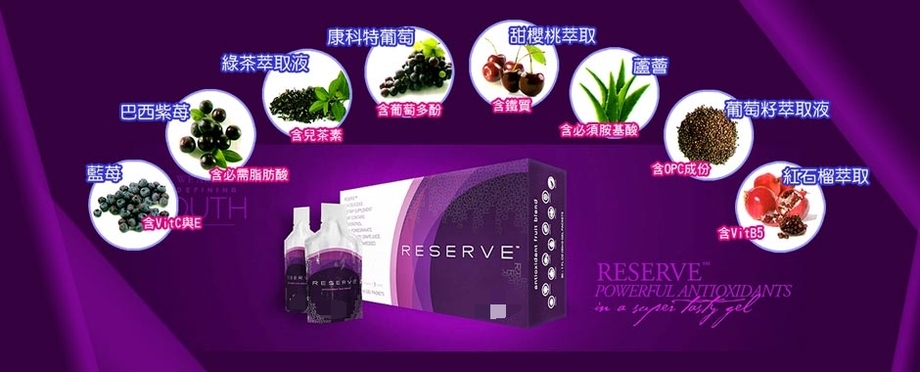 康科特葡萄
甜櫻桃萃取
綠茶萃取液
蘆薈
巴西紫莓
葡萄籽萃取液
藍莓
紅石榴萃取
含葡萄多酚
含鐵質
含兒茶素
含必須胺基酸
含必需脂肪酸
含OPC成份
含VitC與E
含VitB5
RESERVE™
antioxidant fruit blend
RESERVE
RESERVE™
POWERFUL ANTIOXIDANTS
in a super tasty gel